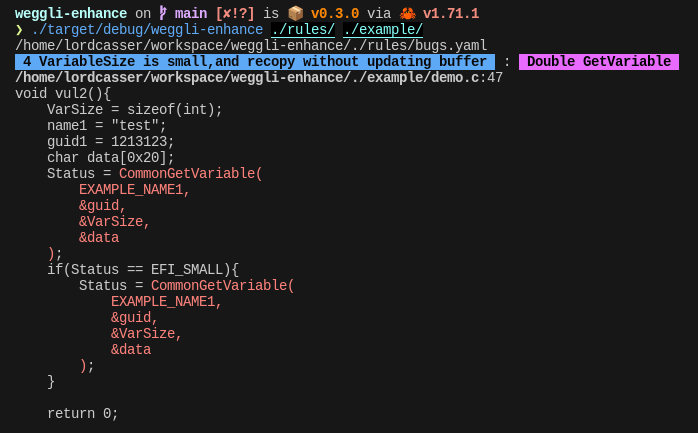 weggli-enhance on main [✘!?] is 📦 v0.3.0 via 🦀 v1.71.1
❯ ./target/debug/weggli-enhance ./rules/ ./example/
/home/lordcasser/workspace/weggli-enhance/./rules/bugs.yaml
4 VariableSize is small,and recopy without updating buffer : Double GetVariable
/home/lordcasser/workspace/weggli-enhance/./example/demo.c:47
void vul2(){
    VarSize = sizeof(int);
    name1 = "test";
    guid1 = 1213123;
    char data[0x20];
    Status = CommonGetVariable(
        EXAMPLE_NAME1,
        &guid,
        &VarSize,
        &data
    );
    if(Status == EFI_SMALL){
        Status = CommonGetVariable(
            EXAMPLE_NAME1,
            &guid,
            &VarSize,
            &data
        );
    }
    return 0;